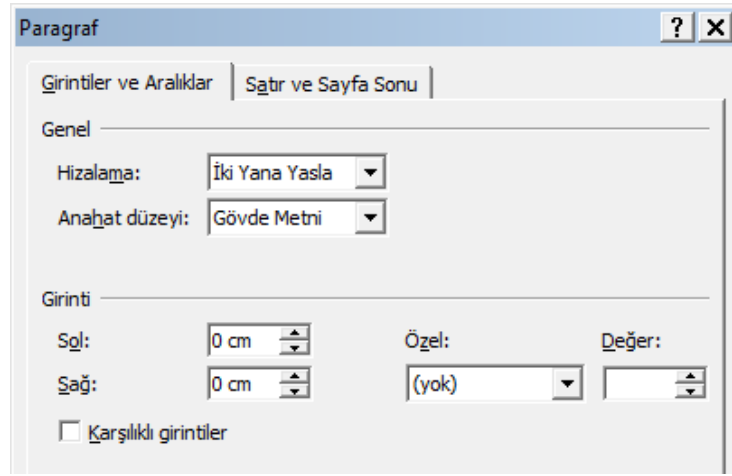 Paragraf
Girintiler ve Aralıklar Satır ve Sayfa Sonu
Genel
Hizalama: İki Yana Yasla
Anahat düzeyi: Gövde Metni
Girinti
Sol: 0 cm Özel: Değer:
Sağ: 0 cm (yok)
Karşılıklı girintiler